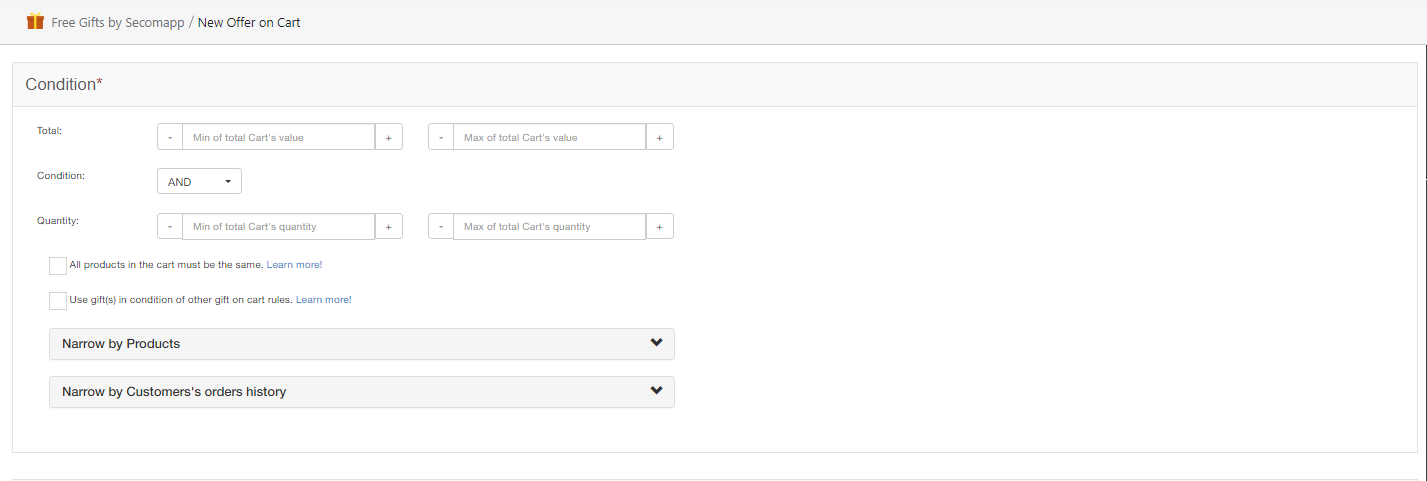 Free Gifts by Secomapp / New Offer on Cart
Condition*
Total: - Min of total Cart's value + - Max of total Cart's value +
Condition: AND
Quantity: - Min of total Cart's quantity + - Max of total Cart's quantity +
All products in the cart must be the same. Learn more!
Use gift(s) in condition of other gift on cart rules. Learn more!
Narrow by Products
Narrow by Customers's orders history